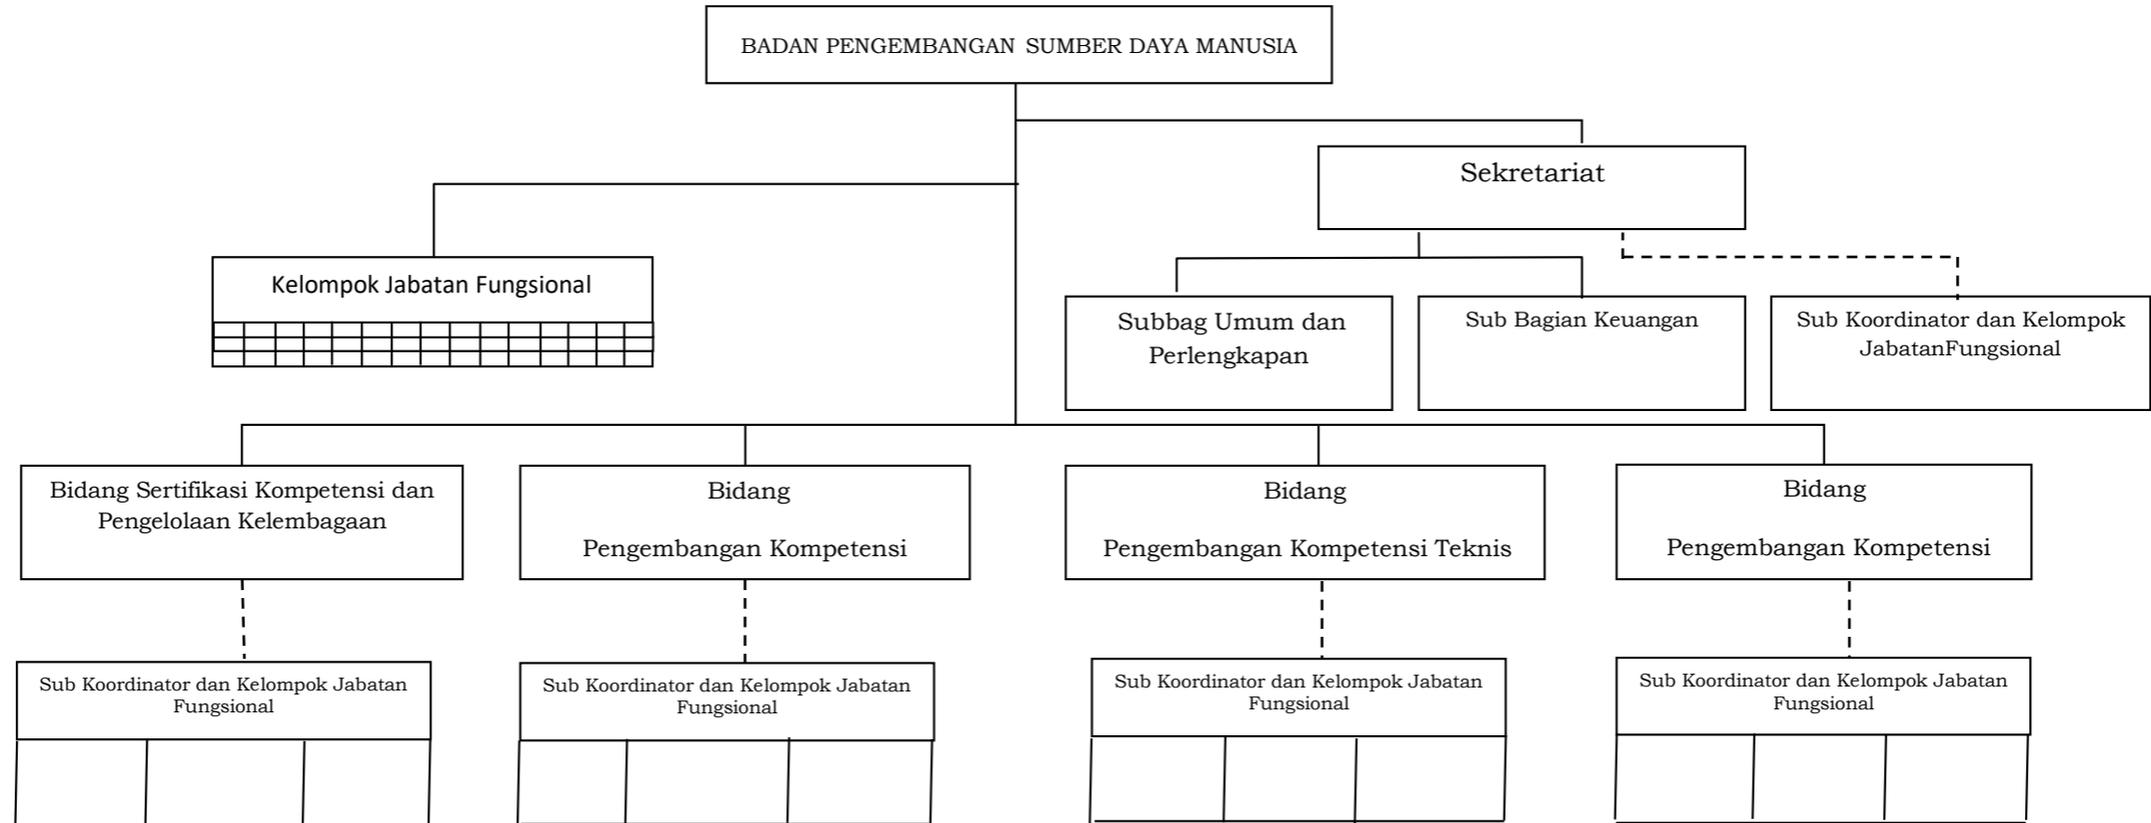 BADAN PENGEMBANGAN SUMBER DAYA MANUSIA
Sekretariat
Kelompok Jabatan Fungsional
Subbag Umum dan
Perlengkapan
Sub Bagian Keuangan
Sub Koordinator dan Kelompok
JabatanFungsional
Bidang Sertifikasi Kompetensi dan
Pengelolaan Kelembagaan
Bidang
Pengembangan Kompetensi
Bidang
Pengembangan Kompetensi Teknis
Bidang
Pengembangan Kompetensi
Sub Koordinator dan Kelompok Jabatan
Fungsional
Sub Koordinator dan Kelompok Jabatan
Fungsional
Sub Koordinator dan Kelompok Jabatan
Fungsional
Sub Koordinator dan Kelompok Jabatan
Fungsional